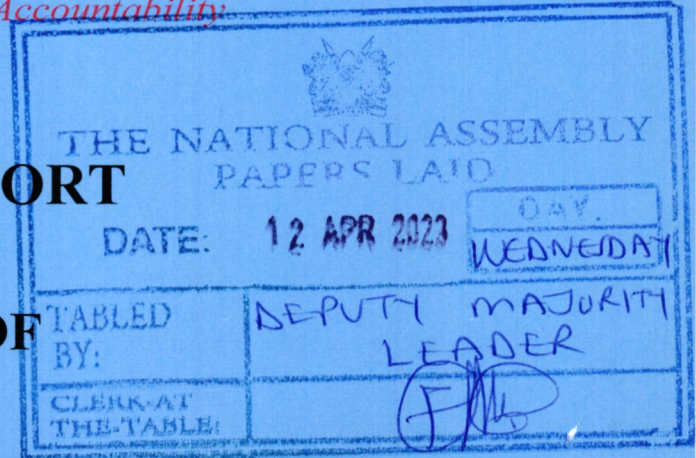 Accountability
THE NATIONAL ASSEMBLY
PAPERS LAID
ORT
DATE: 12 APR 2023
DAY.
WEDNESDAY
OF
TABLED BY:
DEPUTY MAJORITY
LEADER
CLERK-AT
THE-TABLE: